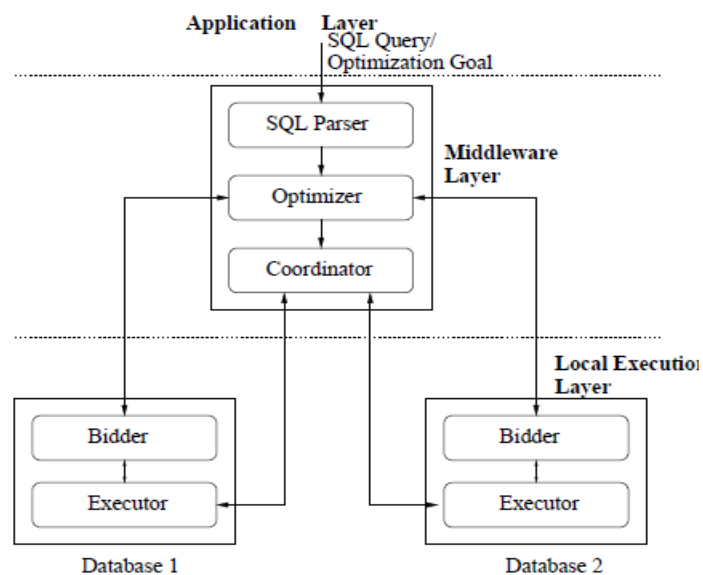 Application Layer
SQL Query/
Optimization Goal
SQL Parser
Middleware
Layer
Optimizer
Coordinator
Local Execution
Layer
Bidder
Bidder
Executor
Executor
Database 1
Database 2